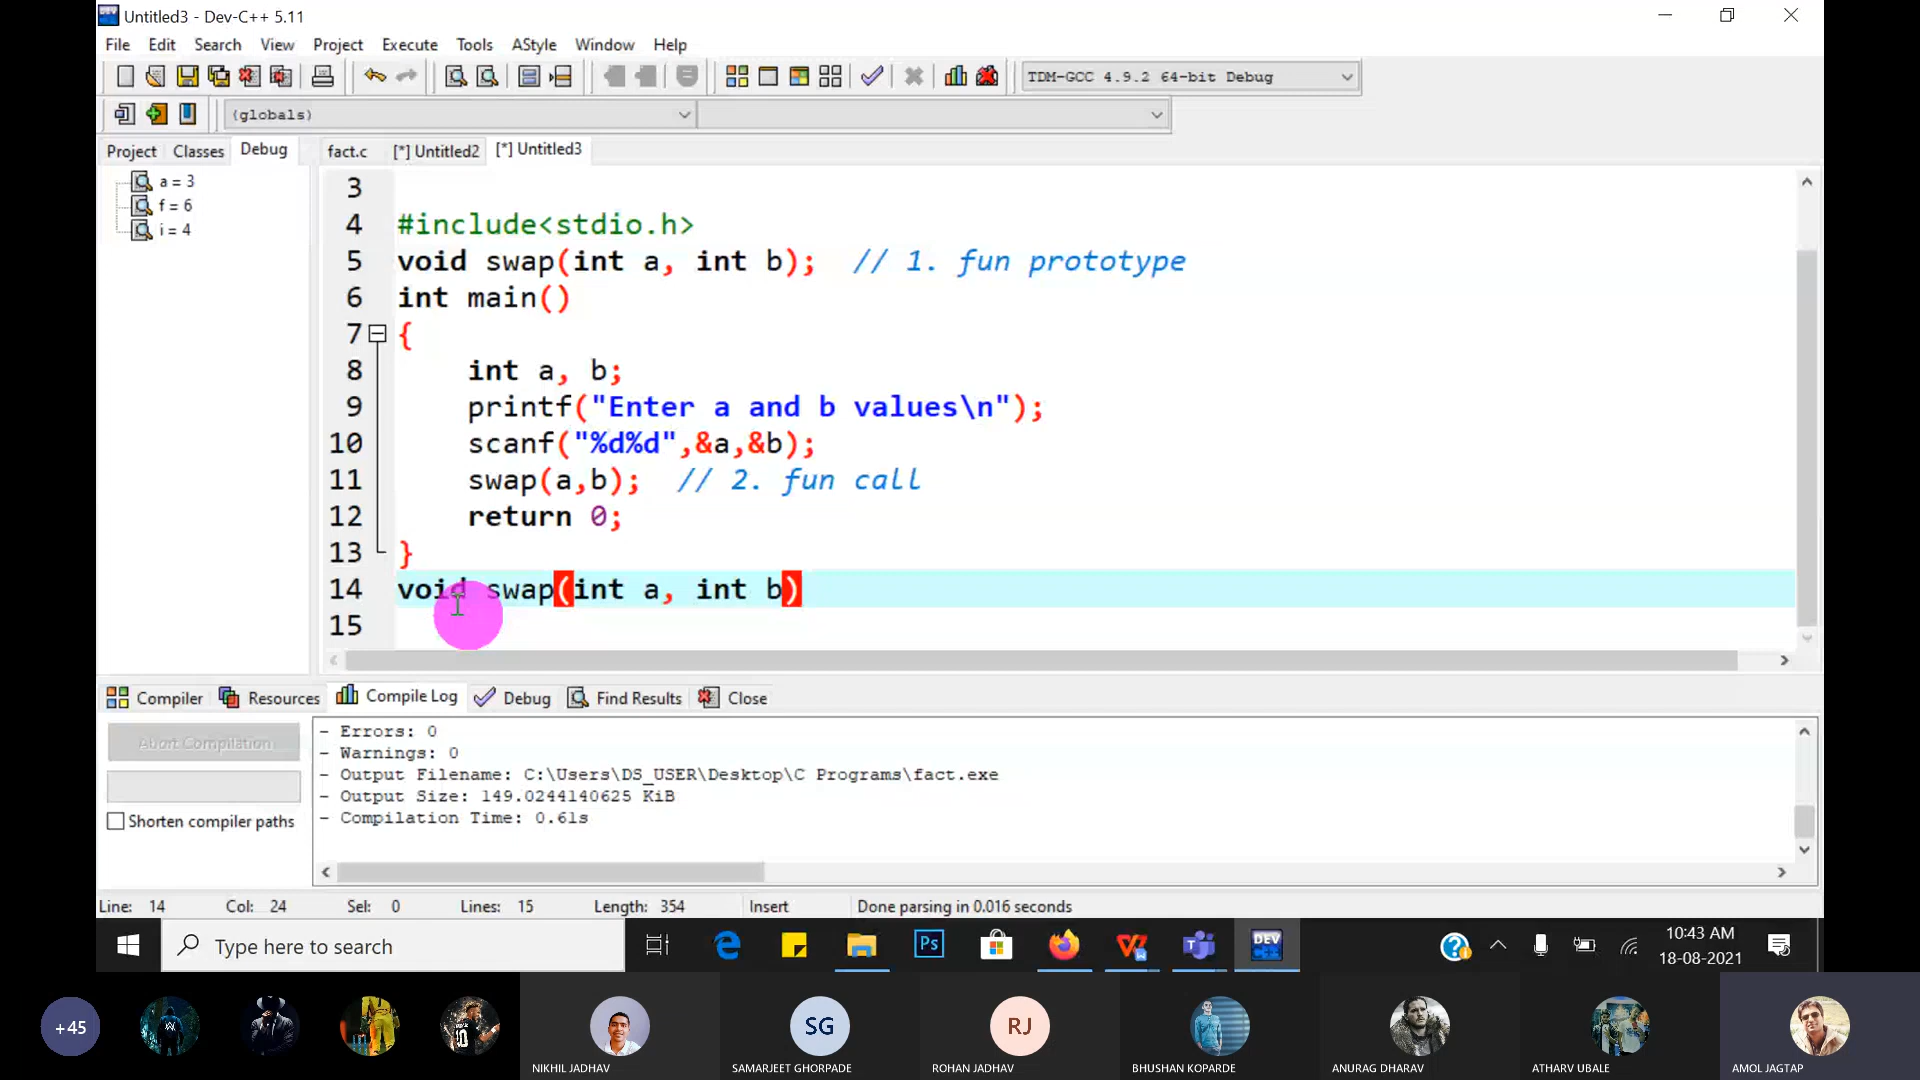 Untitled3 - Dev-C++ 5.11
File Edit Search View Project Execute Tools AStyle Window Help
TDM-GCC 4.9.2 64-bit Debug
(globals)
Project Classes Debug
fact.c [*] Untitled2 [*] Untitled3
a = 3
f = 6
i = 4
3
4 #include<stdio.h>
5 void swap(int a, int b); // 1. fun prototype
6 int main()
7 {
8 int a, b;
9 printf("Enter a and b values\n");
10 scanf("%d%d",&a,&b);
11 swap(a,b); // 2. fun call
12 return 0;
13 }
14 void swap(int a, int b)
15
Compiler Resources Compile Log Debug Find Results Close
Abort Compilation
Shorten compiler paths
- Errors: 0
- Warnings: 0
- Output Filename: C:\Users\DS_USER\Desktop\C Programs\fact.exe
- Output Size: 149.0244140625 KiB
- Compilation Time: 0.61s
Line: 14 Col: 24 Sel: 0 Lines: 15 Length: 354 Insert Done parsing in 0.016 seconds
Type here to search
Ps
DEV C++
10:43 AM
18-08-2021
+45
10
SG
RJ
NIKHIL JADHAV
SAMARJEET GHORPADE
ROHAN JADHAV
BHUSHAN KOPARDE
ANURAG DHARAV
ATHARV UBALE
AMOL JAGTAP